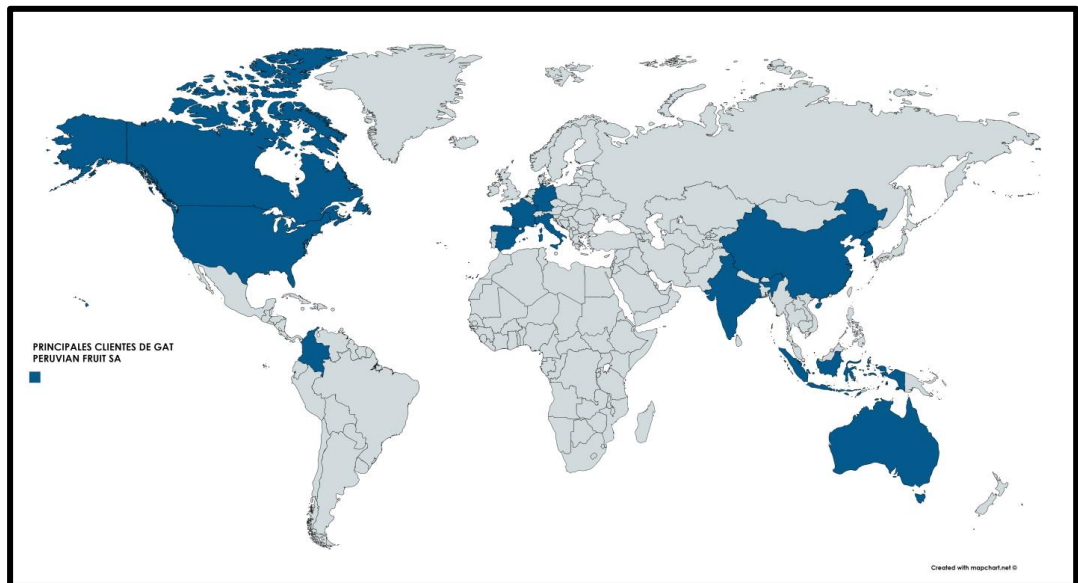 PRINCIPALES CLIENTES DE GAT
PERUVIAN FRUIT SA
Created with mapchart.net ©